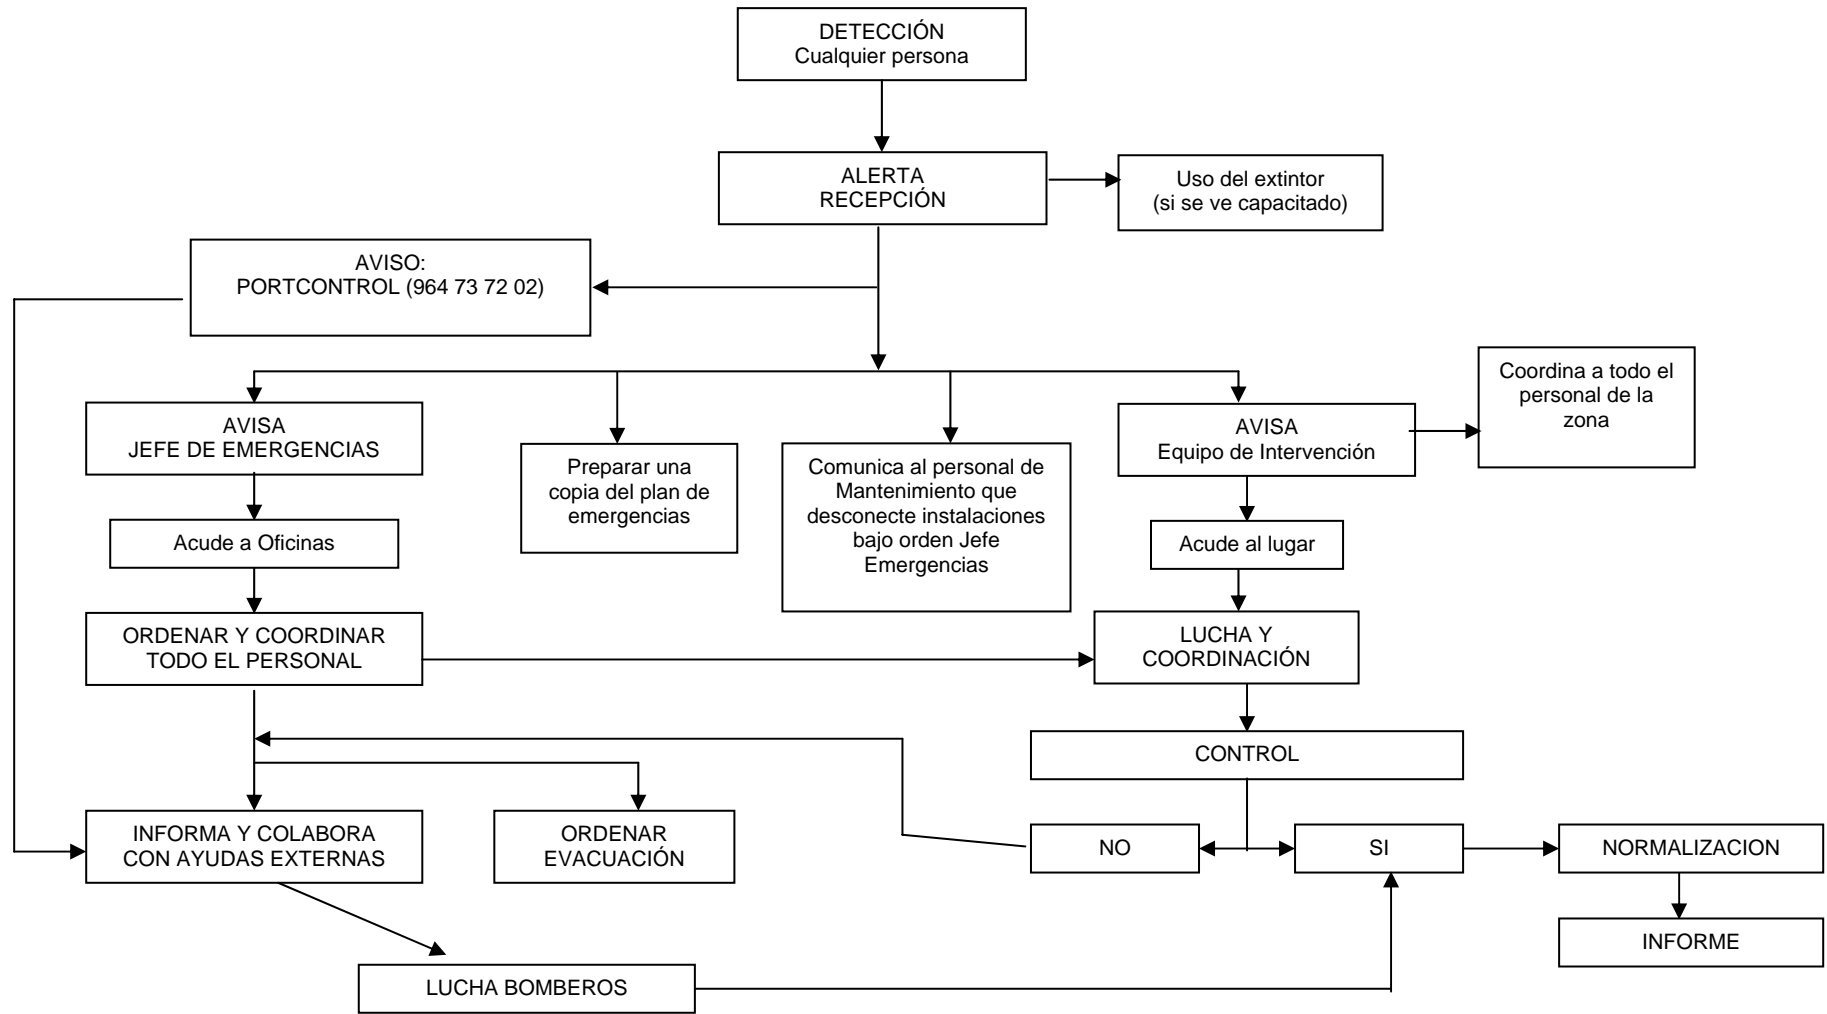 DETECCIÓN
Cualquier persona
ALERTA
RECEPCIÓN
Uso del extintor
(si se ve capacitado)
AVISO:
PORTCONTROL (964 73 72 02)
Coordina a todo el
personal de la
zona
AVISA
JEFE DE EMERGENCIAS
Preparar una
copia del plan de
emergencias
Comunica al personal de
Mantenimiento que
desconecte instalaciones
bajo orden Jefe
Emergencias
AVISA
Equipo de Intervención
Acude a Oficinas
Acude al lugar
ORDENAR Y COORDINAR
TODO EL PERSONAL
LUCHA Y
COORDINACIÓN
CONTROL
INFORMA Y COLABORA
CON AYUDAS EXTERNAS
ORDENAR
EVACUACIÓN
NO
SI
NORMALIZACION
INFORME
LUCHA BOMBEROS